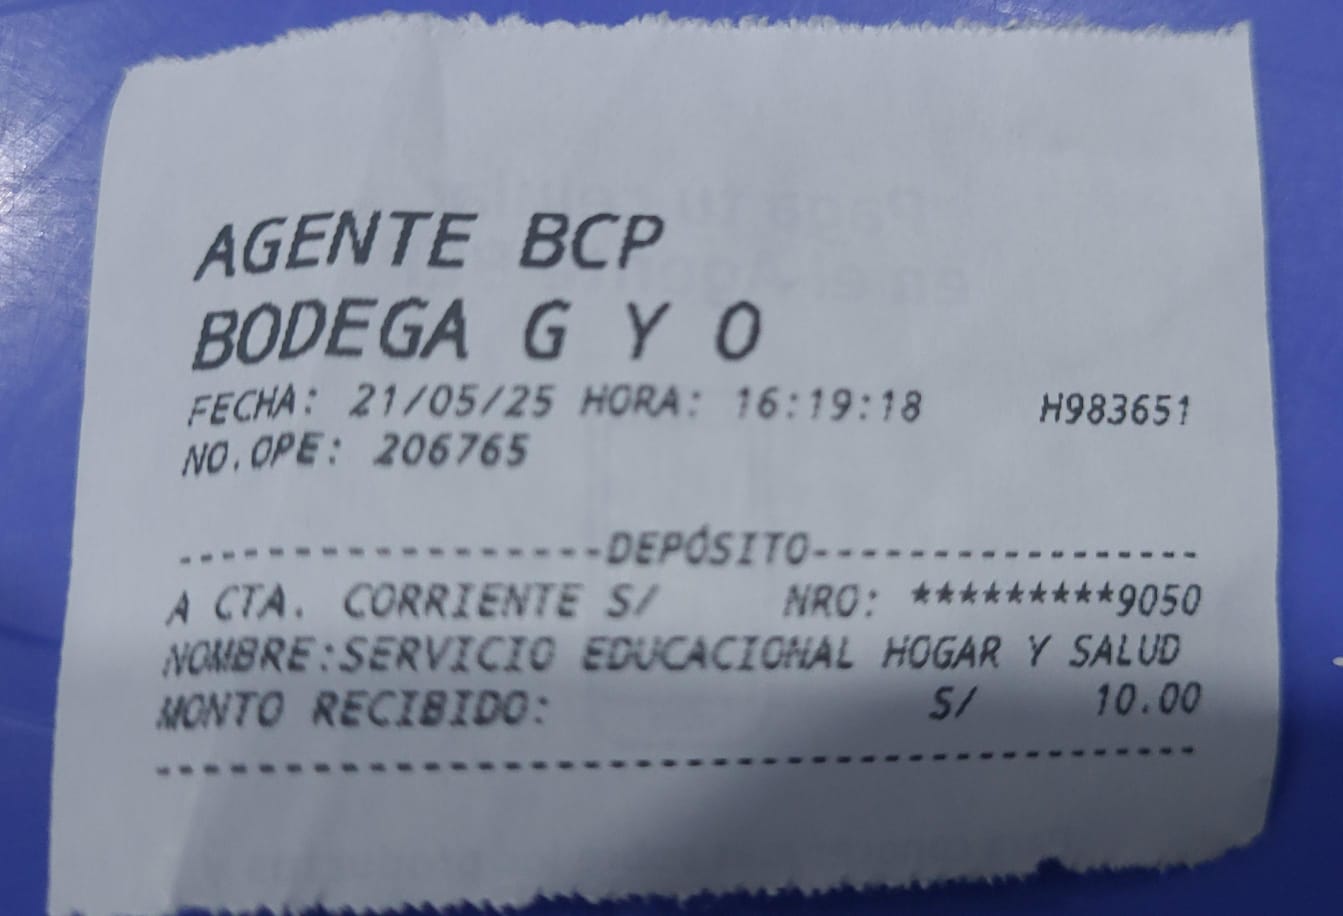 AGENTE BCP
BODEGA G Y O
FECHA: 21/05/25 HORA: 16:19:18 H983651
NO.OPE: 206765
------------------DEPÓSITO------------------
A CTA. CORRIENTE S/ NRO: *********9050
NOMBRE:SERVICIO EDUCACIONAL HOGAR Y SALUD
MONTO RECIBIDO: S/ 10.00